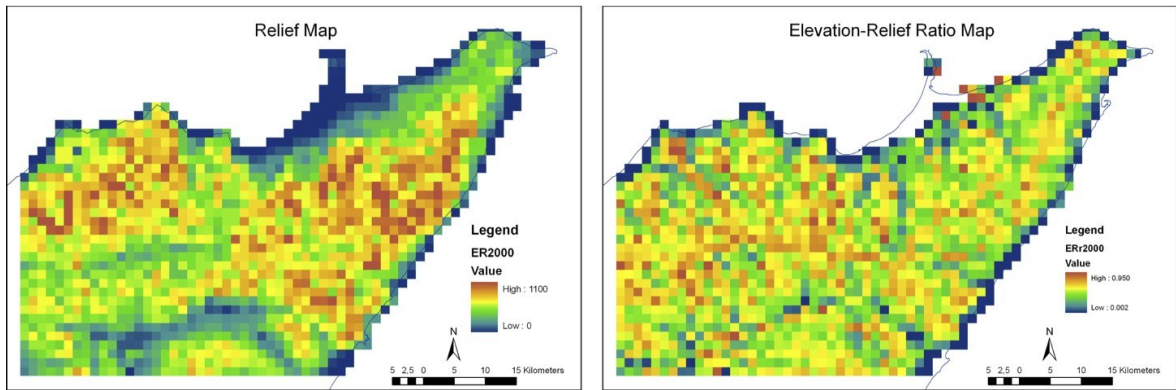 Relief Map
Legend
ER2000
Value
High : 1100
Low : 0
N
5 2.5 0 5 10 15 Kilometers
Elevation-Relief Ratio Map
Legend
ERr2000
Value
High : 0.950
Low : 0.002
N
5 2.5 0 5 10 15 Kilometers